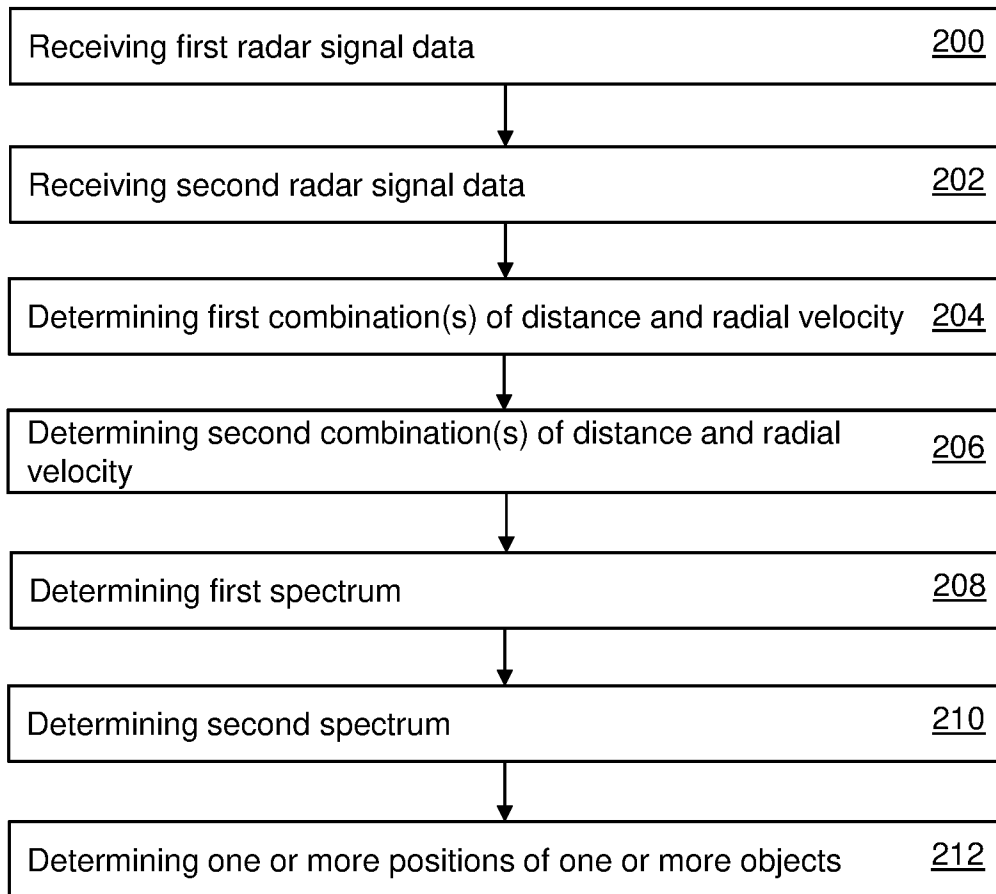 Receiving first radar signal data 200
Receiving second radar signal data 202
Determining first combination(s) of distance and radial velocity 204
Determining second combination(s) of distance and radial
velocity 206
Determining first spectrum 208
Determining second spectrum 210
Determining one or more positions of one or more objects 212